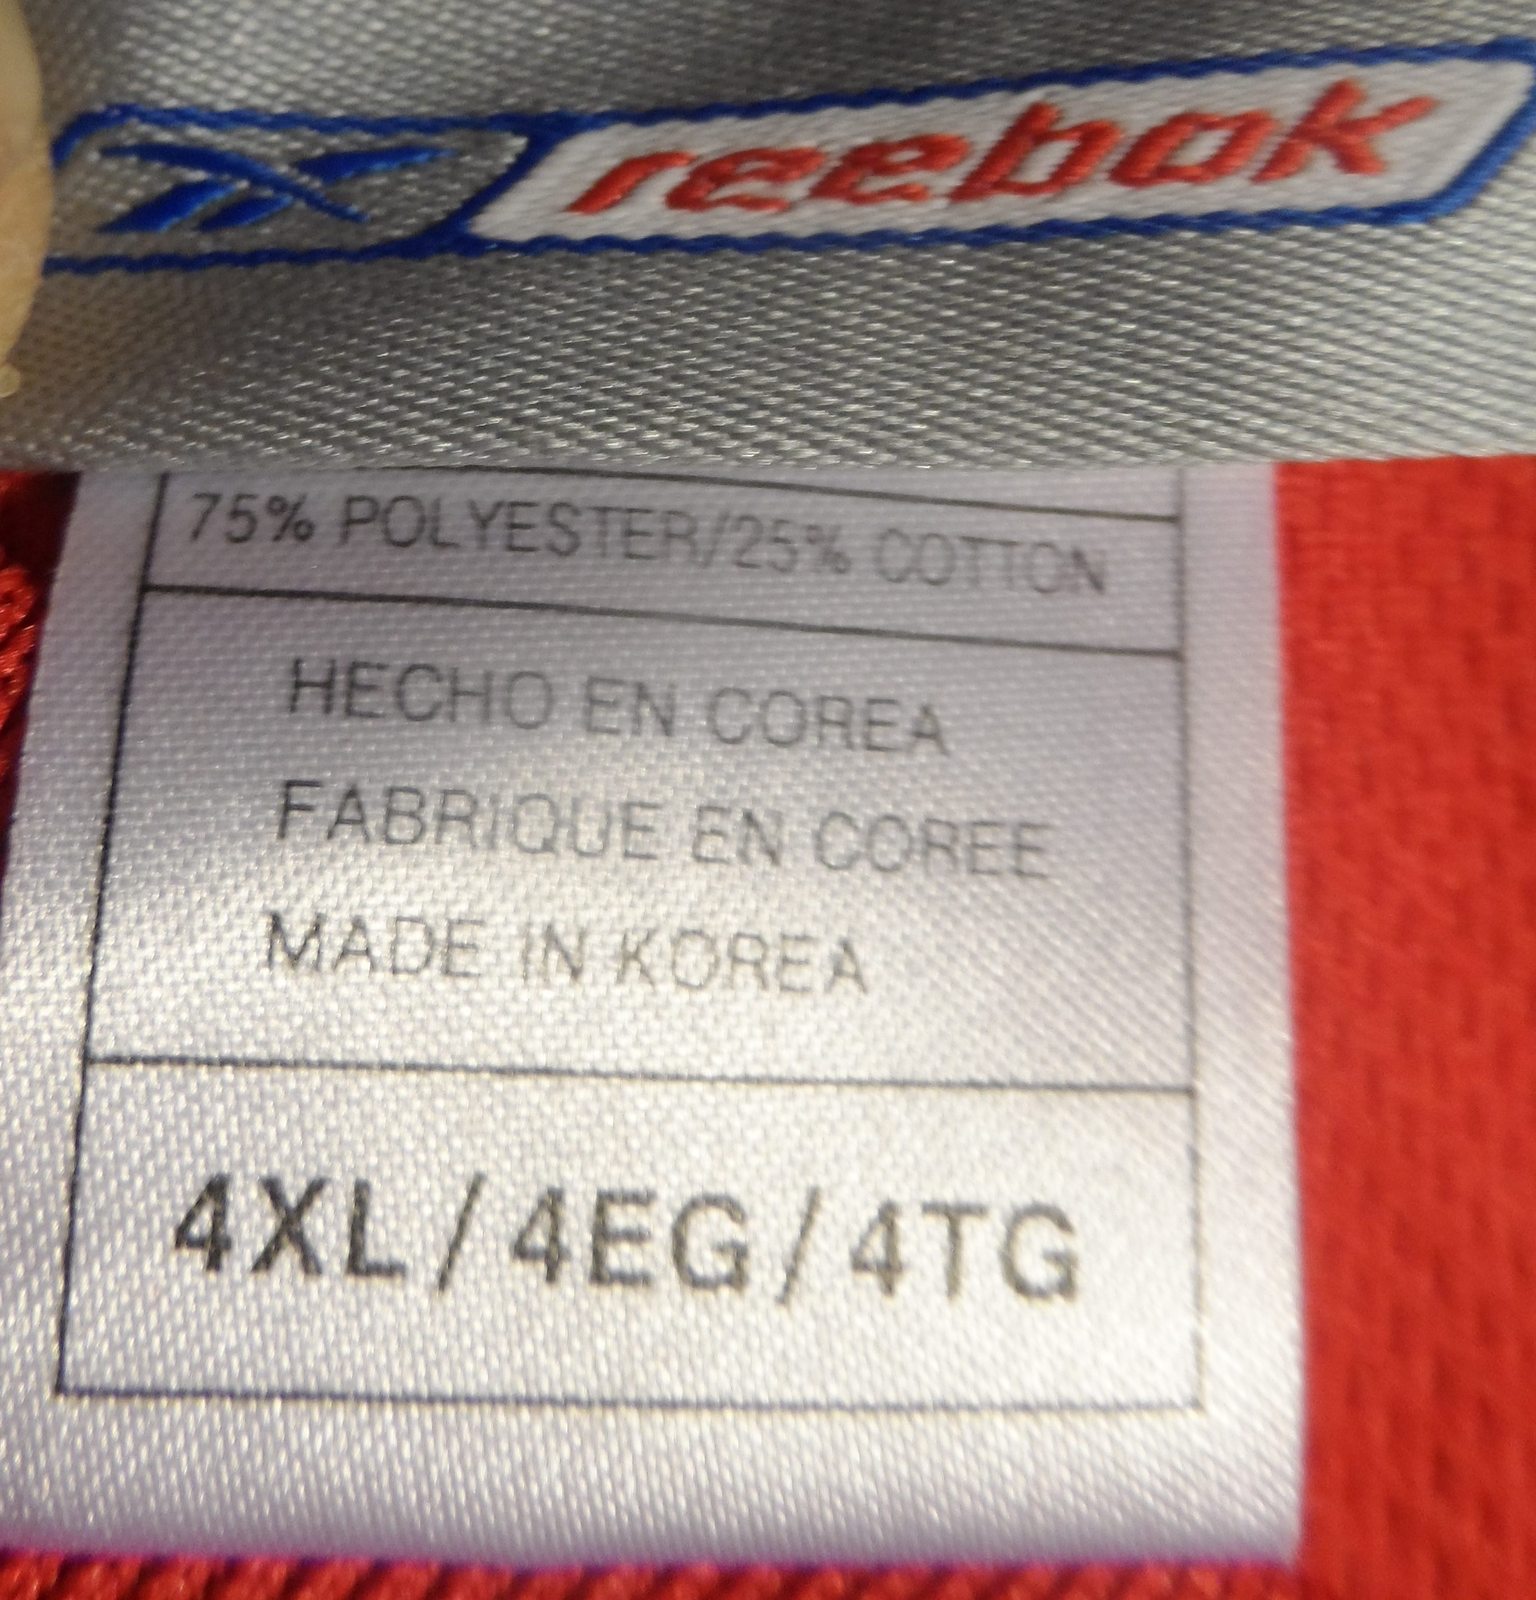 reebok
75% POLYESTER/25% COTTON
HECHO EN COREA
FABRIQUE EN COREE
MADE IN KOREA
4XL / 4EG / 4TG